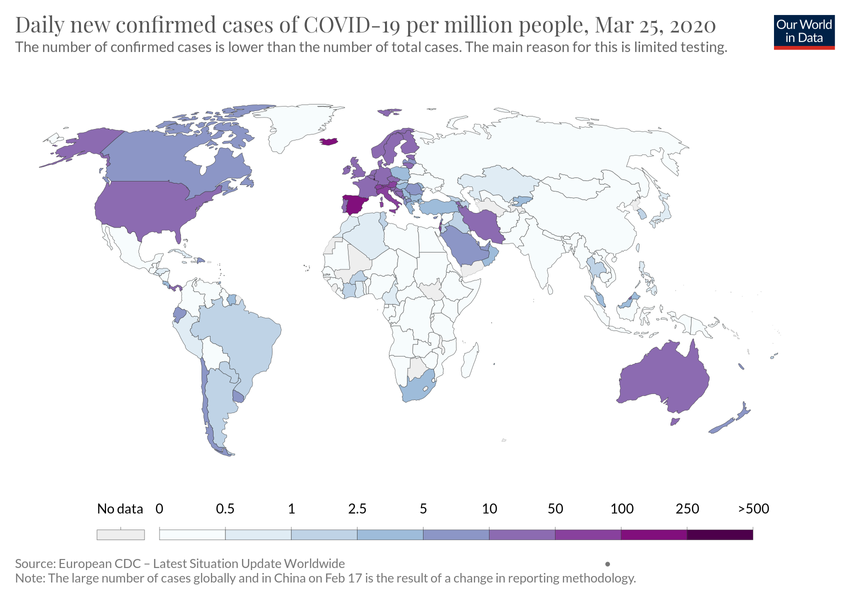 Daily new confirmed cases of COVID-19 per million people, Mar 25, 2020
The number of confirmed cases is lower than the number of total cases. The main reason for this is limited testing.
Our World
in Data
No data 0 0.5 1 2.5 5 10 50 100 250 >500
Source: European CDC – Latest Situation Update Worldwide
Note: The large number of cases globally and in China on Feb 17 is the result of a change in reporting methodology.